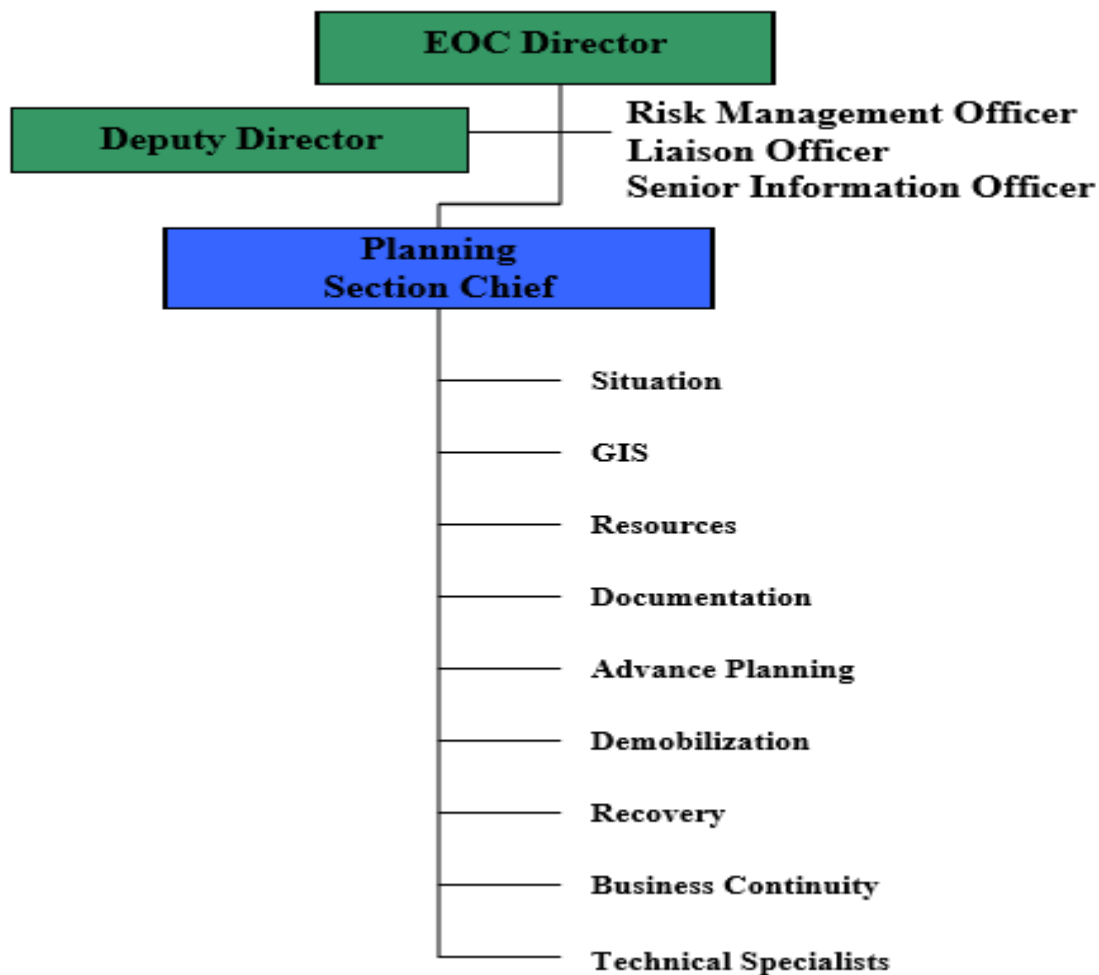 EOC Director
Deputy Director
Risk Management Officer
Liaison Officer
Senior Information Officer
Planning
Section Chief
Situation
GIS
Resources
Documentation
Advance Planning
Demobilization
Recovery
Business Continuity
Technical Specialists